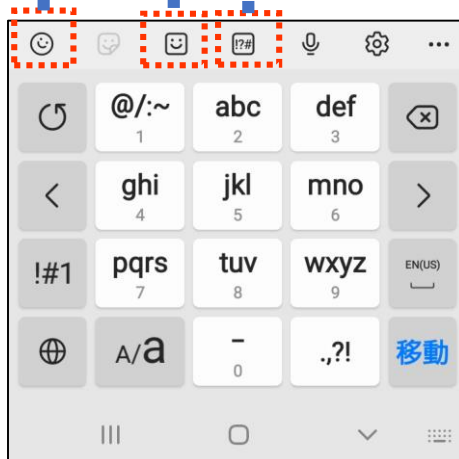 !?#
@/:~ abc def
1 2 3
ghi jkl mno
4 5 6
!#1 pqrs tuv wxyz EN(US)
7 8 9
A/a - .,?! 移動
0